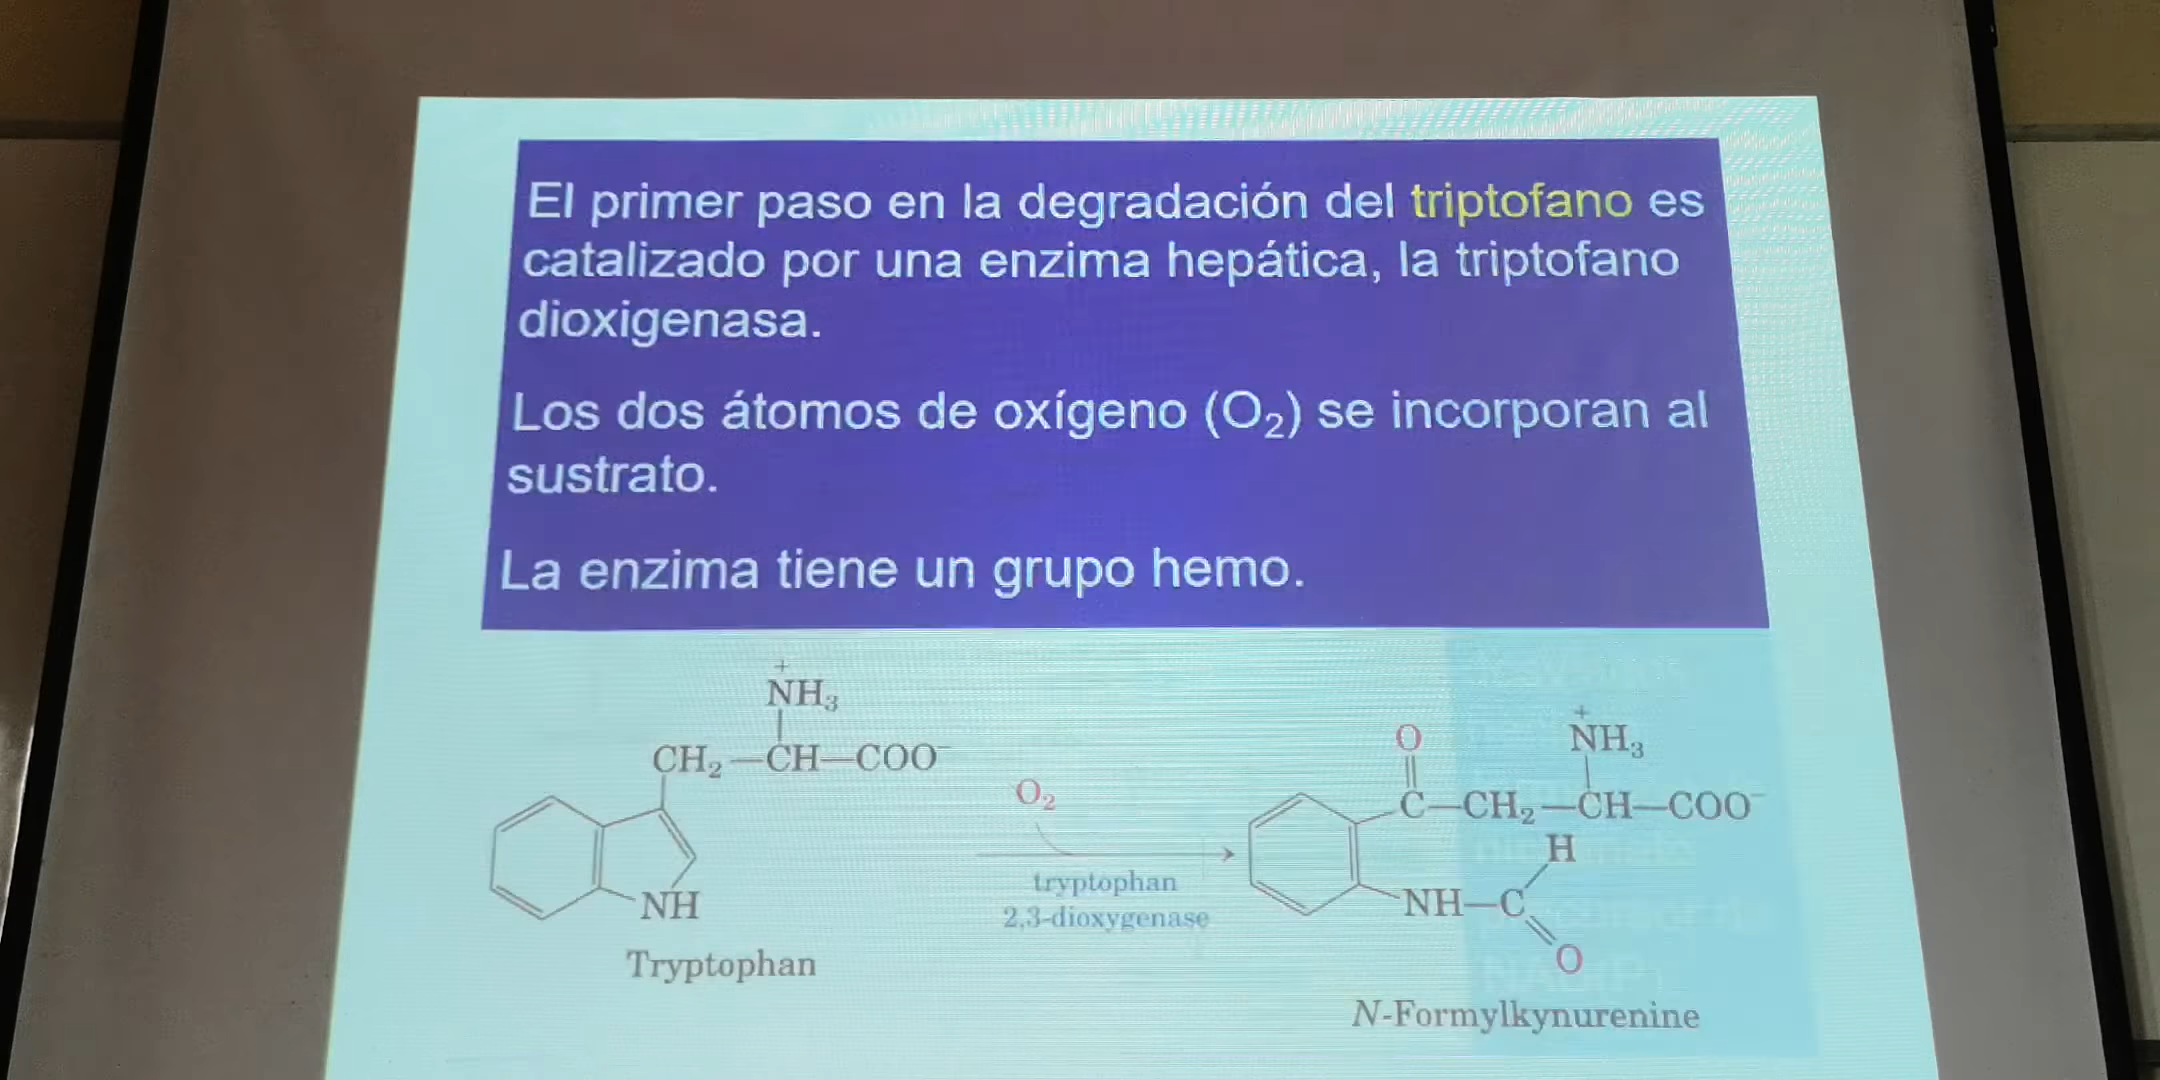 El primer paso en la degradación del triptofano es
catalizado por una enzima hepática, la triptofano
dioxigenasa.
Los dos átomos de oxígeno (O₂) se incorporan al
sustrato.
La enzima tiene un grupo hemo.
+
NH₃
CH₂—CH—COO⁻
NH
Tryptophan
O₂
tryptophan
2,3-dioxygenase
+
O NH₃
C—CH₂—CH—COO⁻
H
NH—C
O
N-Formylkynurenine